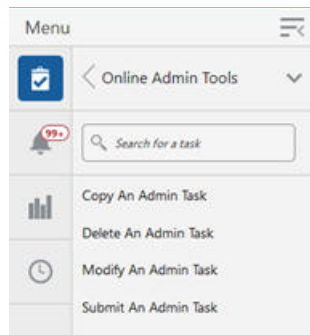 Menu
Online Admin Tools
99+
Search for a task
Copy An Admin Task
Delete An Admin Task
Modify An Admin Task
Submit An Admin Task